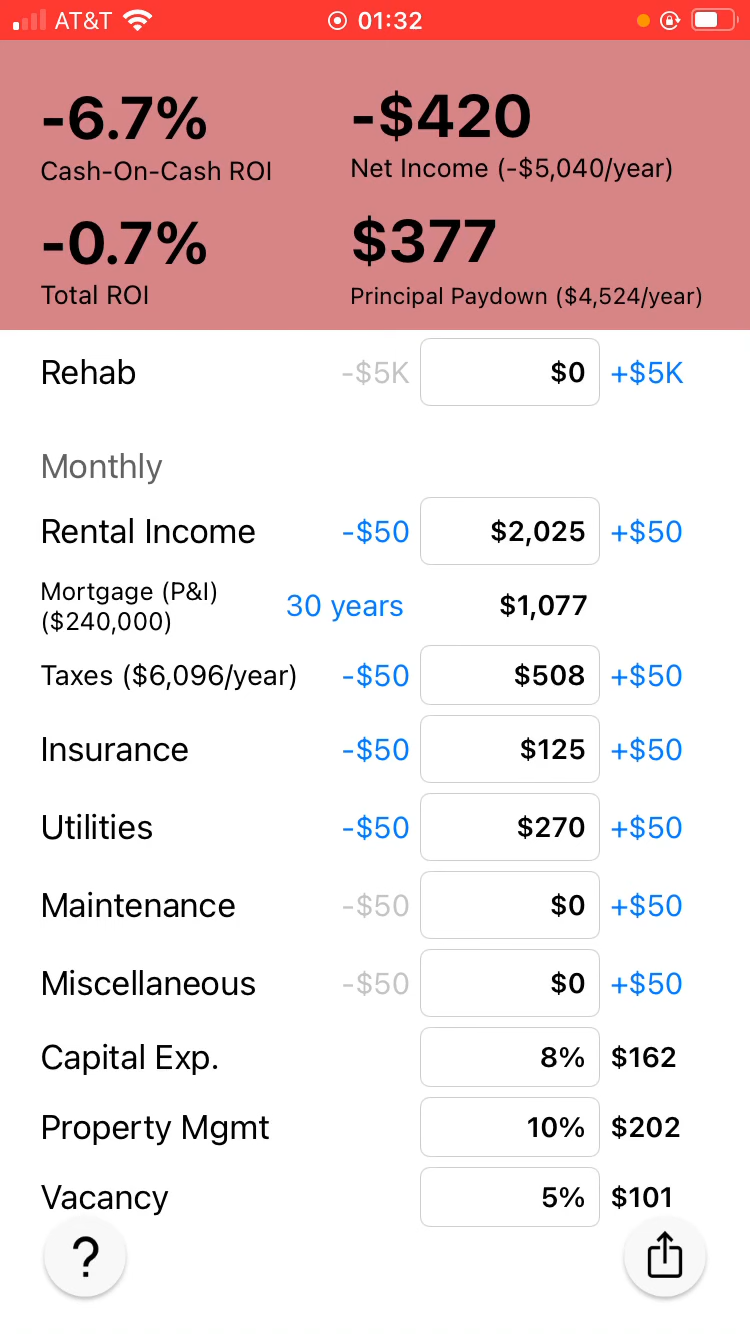 AT&T 01:32
-6.7% -$420
Cash-On-Cash ROI Net Income (-$5,040/year)
-0.7% $377
Total ROI Principal Paydown ($4,524/year)
Rehab -$5K $0 +$5K
Monthly
Rental Income -$50 $2,025 +$50
Mortgage (P&I)
($240,000) 30 years $1,077
Taxes ($6,096/year) -$50 $508 +$50
Insurance -$50 $125 +$50
Utilities -$50 $270 +$50
Maintenance -$50 $0 +$50
Miscellaneous -$50 $0 +$50
Capital Exp. 8% $162
Property Mgmt 10% $202
Vacancy 5% $101
?